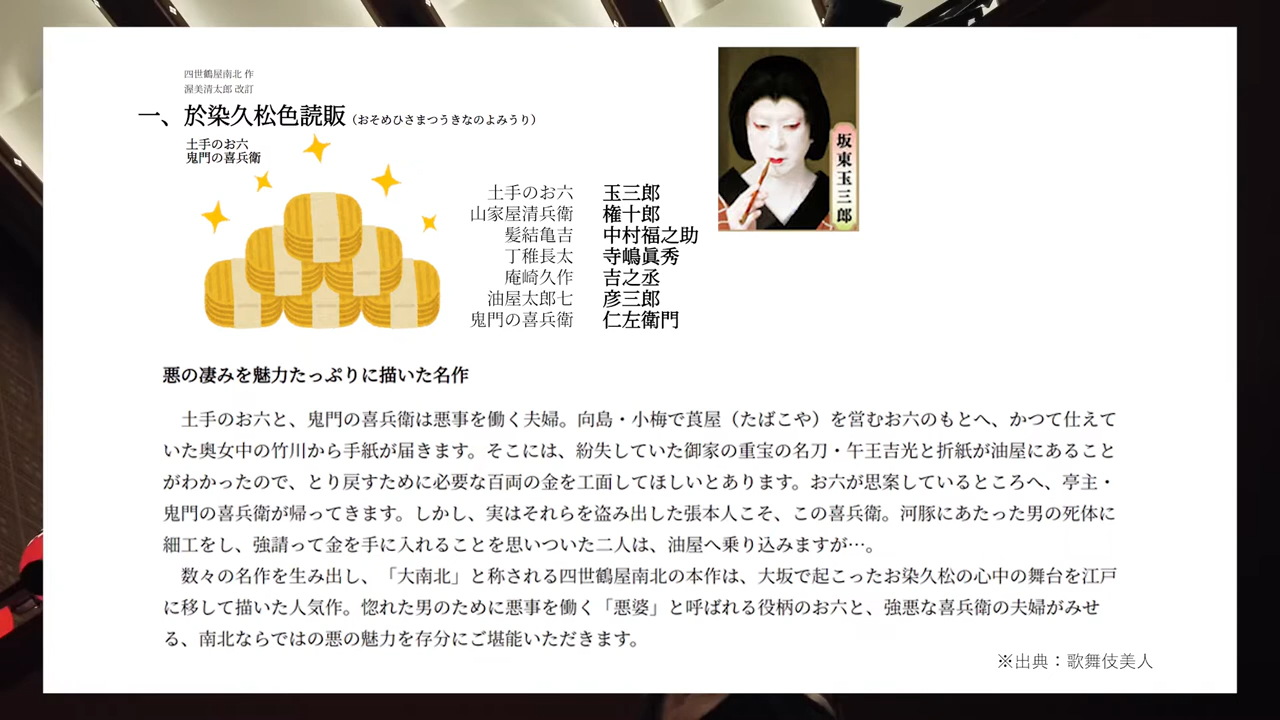 四世鶴屋南北 作
渥美清太郎 改訂
一、於染久松色読販（おそめひさまつうきなのよみうり）
土手のお六
鬼門の喜兵衛
土手のお六 玉三郎
山家屋清兵衛 権十郎
髪結亀吉 中村福之助
丁稚長太 寺嶋眞秀
庵崎久作 吉之丞
油屋太郎七 彦三郎
鬼門の喜兵衛 仁左衛門
坂東玉三郎
悪の凄みを魅力たっぷりに描いた名作
土手のお六と、鬼門の喜兵衛は悪事を働く夫婦。向島・小梅で莨屋（たばこや）を営むお六のもとへ、かつて仕えて
いた奥女中の竹川から手紙が届きます。そこには、紛失していた御家の重宝の名刀・午王吉光と折紙が油屋にあること
がわかったので、とり戻すために必要な百両の金を工面してほしいとあります。お六が思案しているところへ、亭主・
鬼門の喜兵衛が帰ってきます。しかし、実はそれらを盗み出した張本人こそ、この喜兵衛。河豚にあたった男の死体に
細工をし、強請って金を手に入れることを思いついた二人は、油屋へ乗り込みますが…。
数々の名作を生み出し、「大南北」と称される四世鶴屋南北の本作は、大坂で起こったお染久松の心中の舞台を江戸
に移して描いた人気作。惚れた男のために悪事を働く「悪婆」と呼ばれる役柄のお六と、強悪な喜兵衛の夫婦がみせ
る、南北ならではの悪の魅力を存分にご堪能いただきます。
※出典：歌舞伎美人